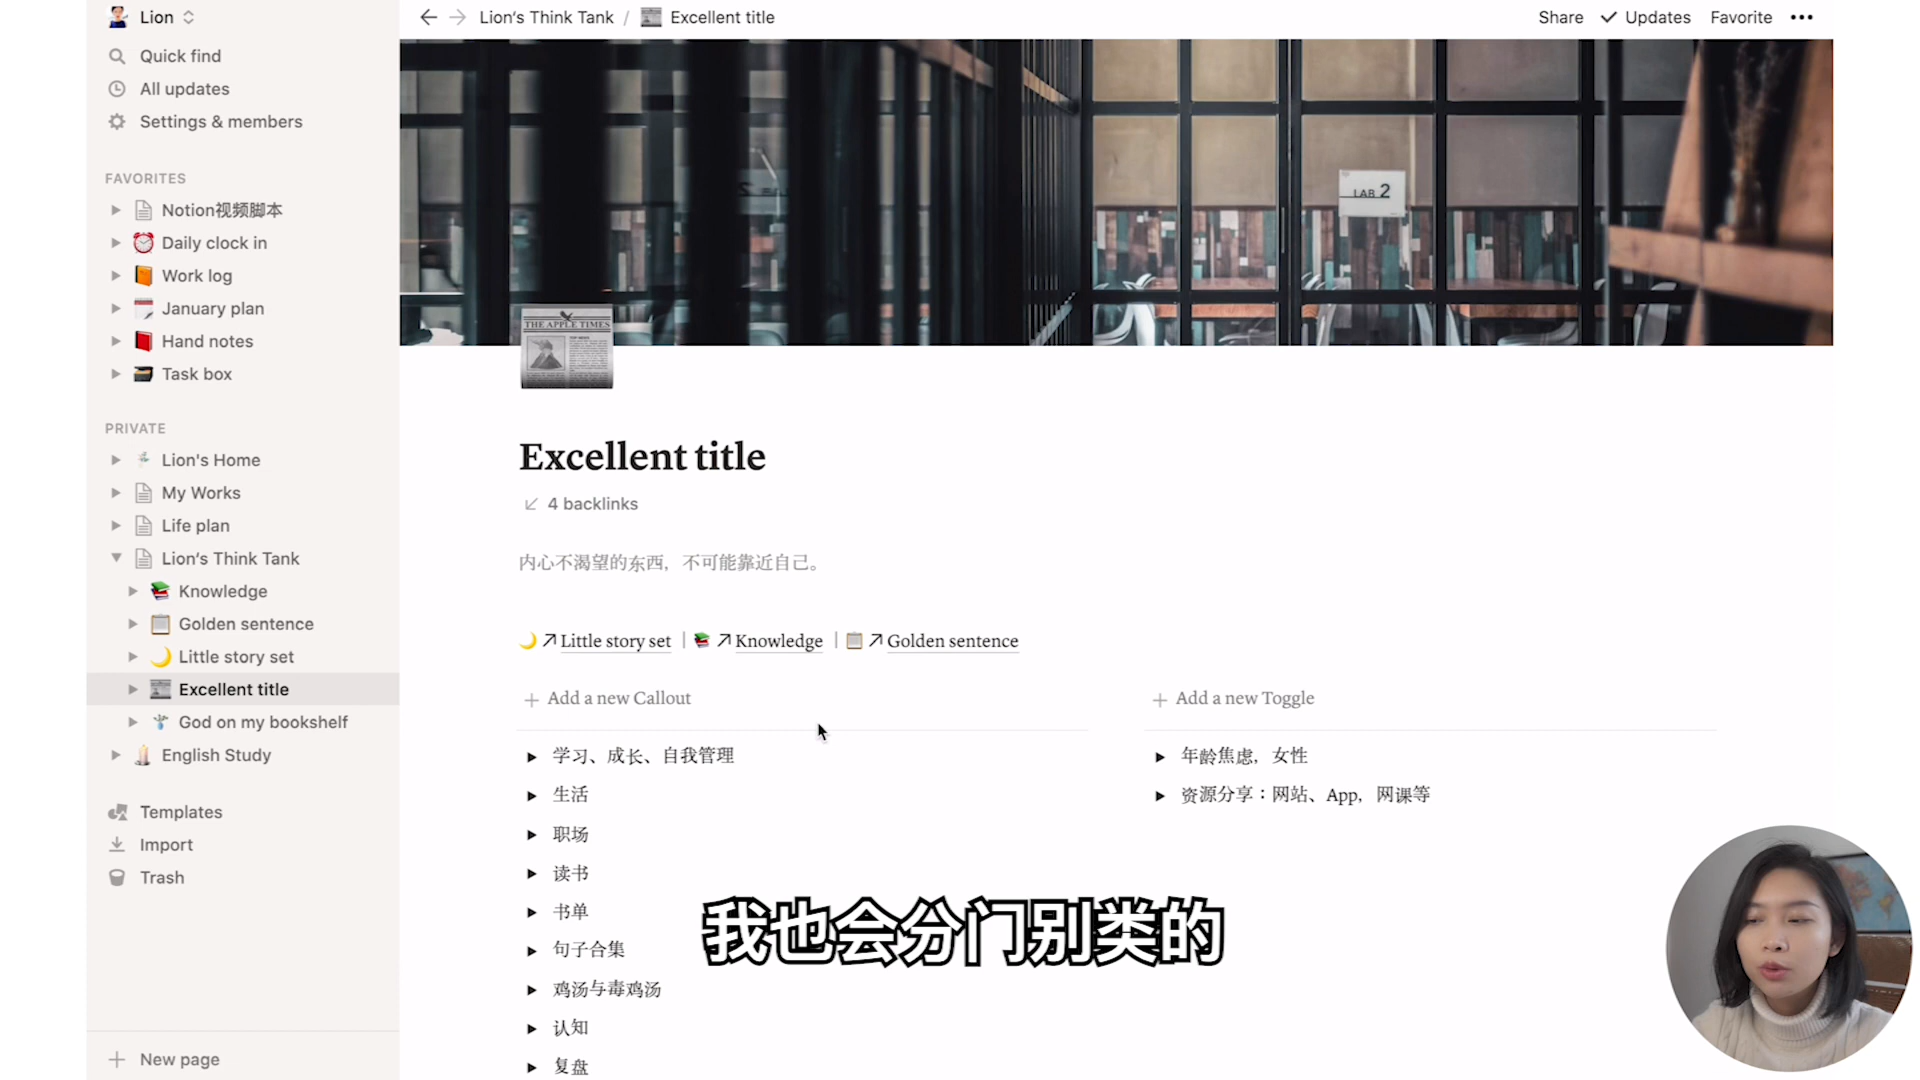 Lion
Quick find
All updates
Settings & members
FAVORITES
Notion视频脚本
Daily clock in
Work log
January plan
Hand notes
Task box
PRIVATE
Lion's Home
My Works
Life plan
Lion's Think Tank
Knowledge
Golden sentence
Little story set
Excellent title
God on my bookshelf
English Study
Templates
Import
Trash
New page
Lion's Think Tank / Excellent title
Share Updates Favorite
LAB 2
THE APPLE TIMES
Excellent title
4 backlinks
内心不渴望的东西，不可能靠近自己。
Little story set | Knowledge | Golden sentence
Add a new Callout
学习、成长、自我管理
生活
职场
读书
书单
句子合集
鸡汤与毒鸡汤
认知
复盘
Add a new Toggle
年龄焦虑，女性
资源分享：网站、App，网课等
我也会分门别类的